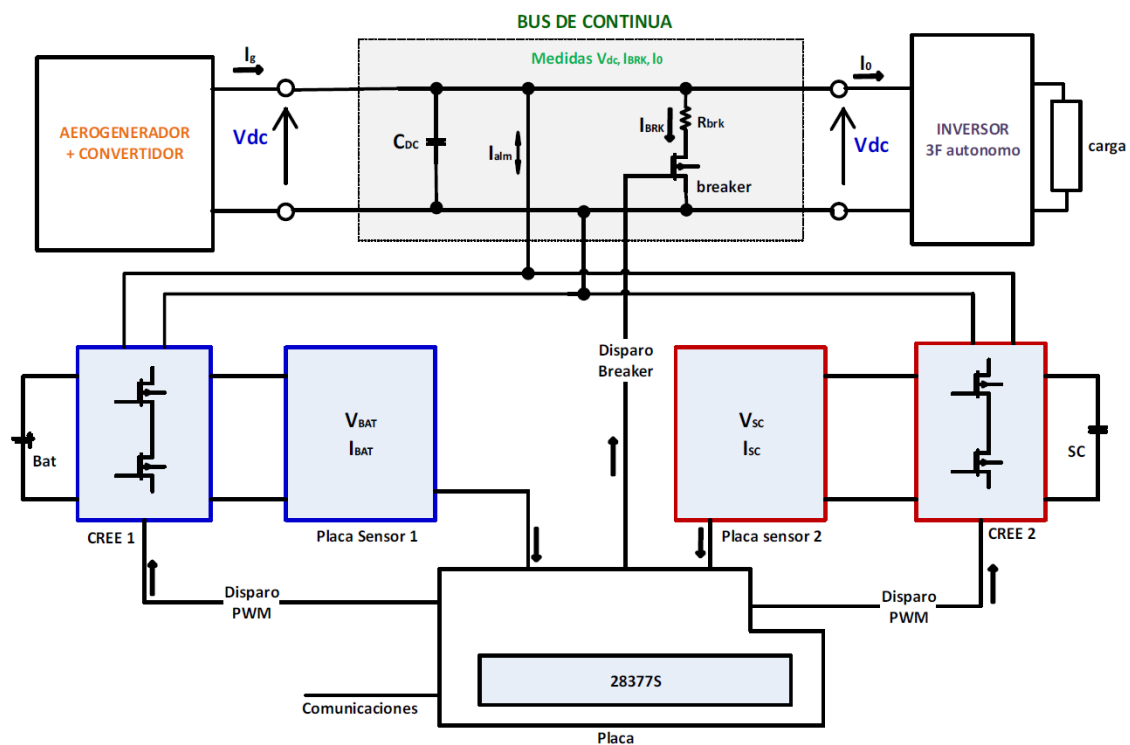 BUS DE CONTINUA
Medidas Vdc, IBRK, I0
Ig
I0
AEROGENERADOR
+ CONVERTIDOR
Vdc
CDC
Ialm
IBRK
Rbrk
breaker
Vdc
INVERSOR
3F autonomo
carga
Disparo
Breaker
Bat
VBAT
IBAT
VSC
ISC
SC
CREE 1
Placa Sensor 1
Placa sensor 2
CREE 2
Disparo
PWM
Disparo
PWM
28377S
Comunicaciones
Placa